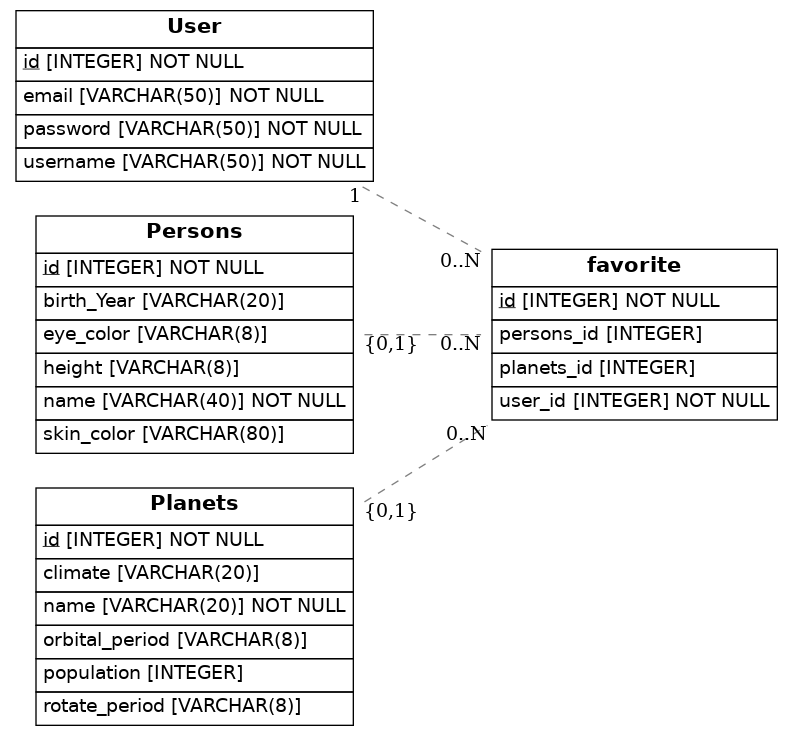 User
id [INTEGER] NOT NULL
email [VARCHAR(50)] NOT NULL
password [VARCHAR(50)] NOT NULL
username [VARCHAR(50)] NOT NULL
1
0..N
Persons
id [INTEGER] NOT NULL
birth_Year [VARCHAR(20)]
eye_color [VARCHAR(8)]
height [VARCHAR(8)]
name [VARCHAR(40)] NOT NULL
skin_color [VARCHAR(80)]
{0,1}
0..N
favorite
id [INTEGER] NOT NULL
persons_id [INTEGER]
planets_id [INTEGER]
user_id [INTEGER] NOT NULL
0..N
{0,1}
Planets
id [INTEGER] NOT NULL
climate [VARCHAR(20)]
name [VARCHAR(20)] NOT NULL
orbital_period [VARCHAR(8)]
population [INTEGER]
rotate_period [VARCHAR(8)]